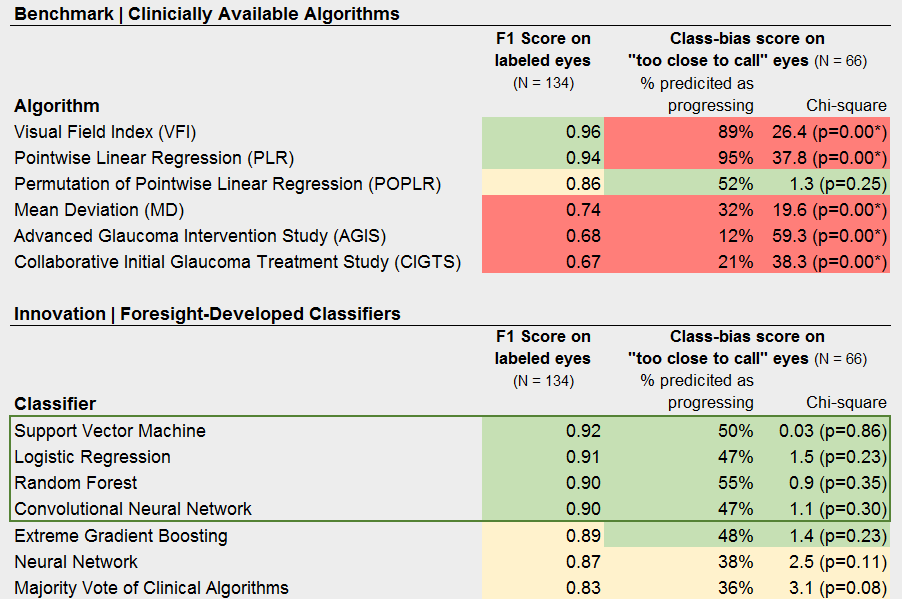 Benchmark | Clinicially Available Algorithms
F1 Score on Class-bias score on
labeled eyes "too close to call" eyes (N = 66)
(N = 134) % predicited as
Algorithm progressing Chi-square
Visual Field Index (VFI) 0.96 89% 26.4 (p=0.00*)
Pointwise Linear Regression (PLR) 0.94 95% 37.8 (p=0.00*)
Permutation of Pointwise Linear Regression (POPLR) 0.86 52% 1.3 (p=0.25)
Mean Deviation (MD) 0.74 32% 19.6 (p=0.00*)
Advanced Glaucoma Intervention Study (AGIS) 0.68 12% 59.3 (p=0.00*)
Collaborative Initial Glaucoma Treatment Study (CIGTS) 0.67 21% 38.3 (p=0.00*)
Innovation | Foresight-Developed Classifiers
F1 Score on Class-bias score on
labeled eyes "too close to call" eyes (N = 66)
(N = 134) % predicited as
Classifier progressing Chi-square
Support Vector Machine 0.92 50% 0.03 (p=0.86)
Logistic Regression 0.91 47% 1.5 (p=0.23)
Random Forest 0.90 55% 0.9 (p=0.35)
Convolutional Neural Network 0.90 47% 1.1 (p=0.30)
Extreme Gradient Boosting 0.89 48% 1.4 (p=0.23)
Neural Network 0.87 38% 2.5 (p=0.11)
Majority Vote of Clinical Algorithms 0.83 36% 3.1 (p=0.08)